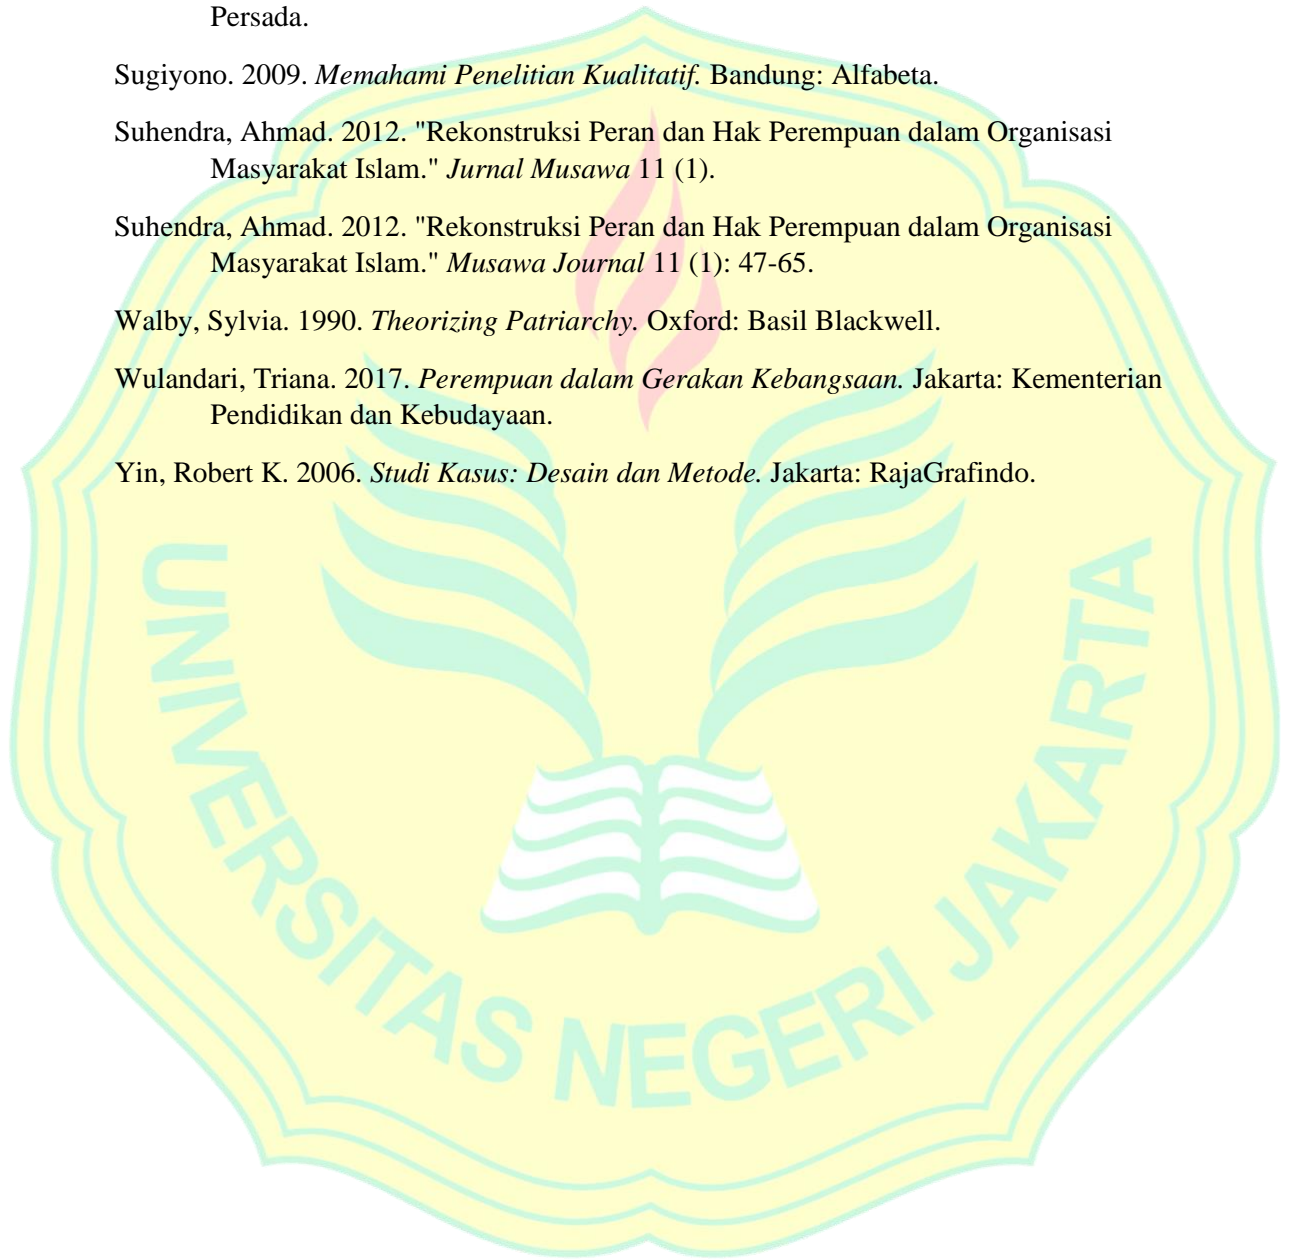 Persada.
Sugiyono. 2009. Memahami Penelitian Kualitatif. Bandung: Alfabeta.
Suhendra, Ahmad. 2012. "Rekonstruksi Peran dan Hak Perempuan dalam Organisasi
Masyarakat Islam." Jurnal Musawa 11 (1).
Suhendra, Ahmad. 2012. "Rekonstruksi Peran dan Hak Perempuan dalam Organisasi
Masyarakat Islam." Musawa Journal 11 (1): 47-65.
Walby, Sylvia. 1990. Theorizing Patriarchy. Oxford: Basil Blackwell.
Wulandari, Triana. 2017. Perempuan dalam Gerakan Kebangsaan. Jakarta: Kementerian
Pendidikan dan Kebudayaan.
Yin, Robert K. 2006. Studi Kasus: Desain dan Metode. Jakarta: RajaGrafindo.
UNIVERSITAS NEGERI JAKARTA